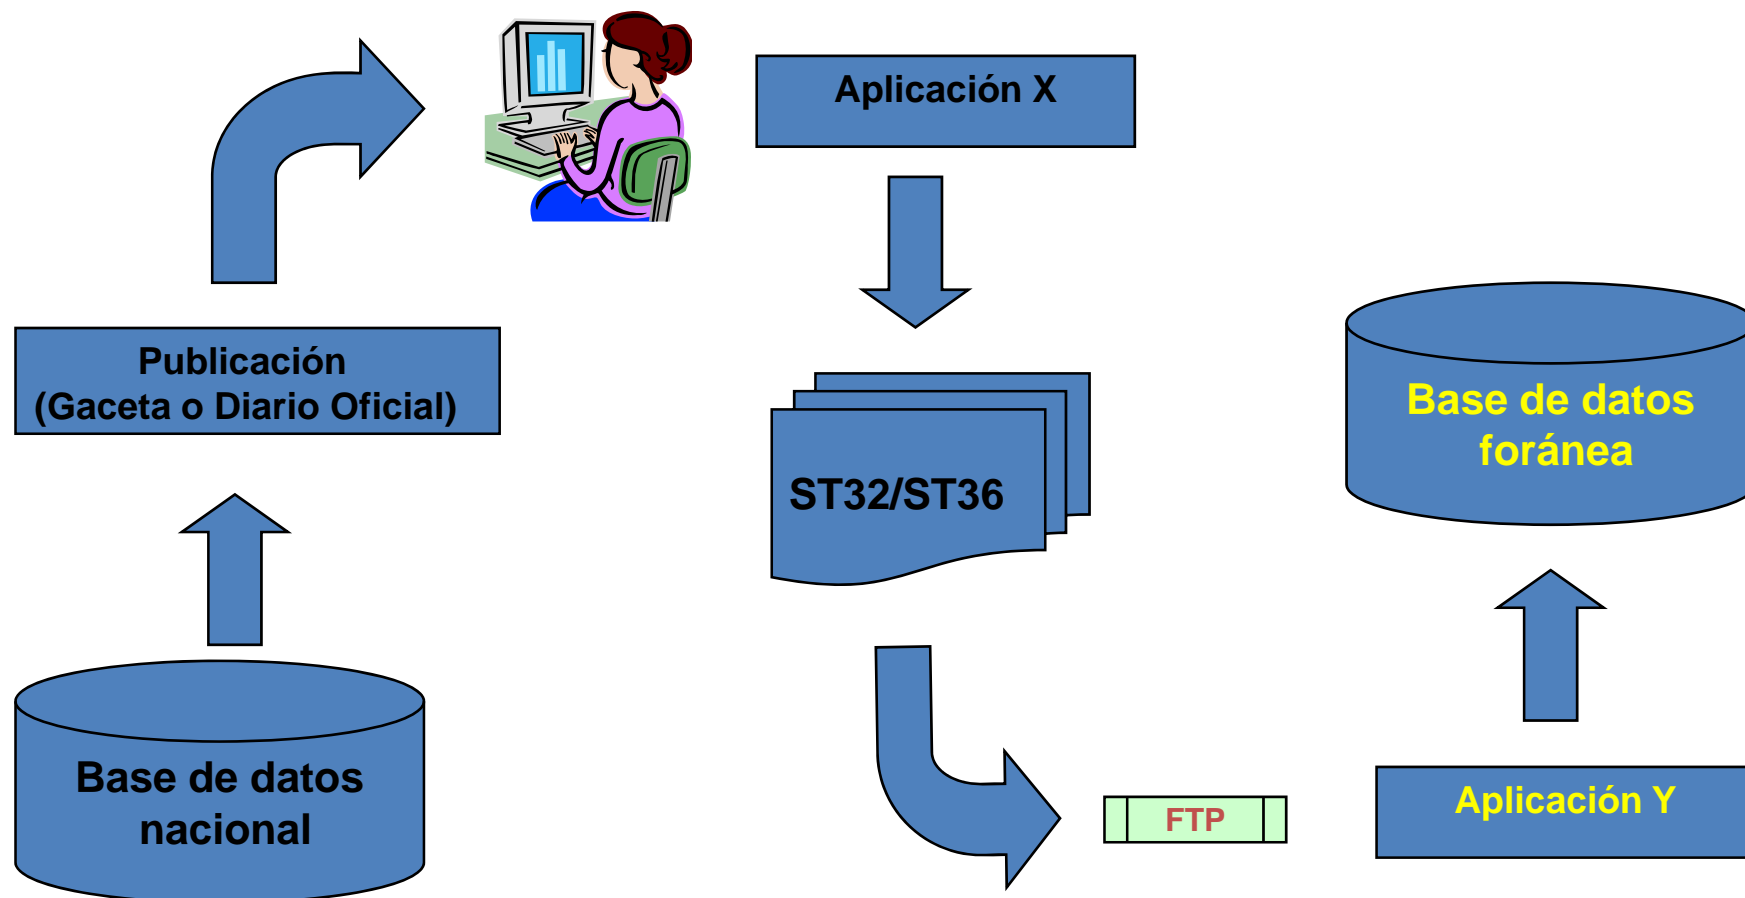 Aplicación X
Publicación
(Gaceta o Diario Oficial)
Base de datos
nacional
ST32/ST36
FTP
Base de datos
foránea
Aplicación Y